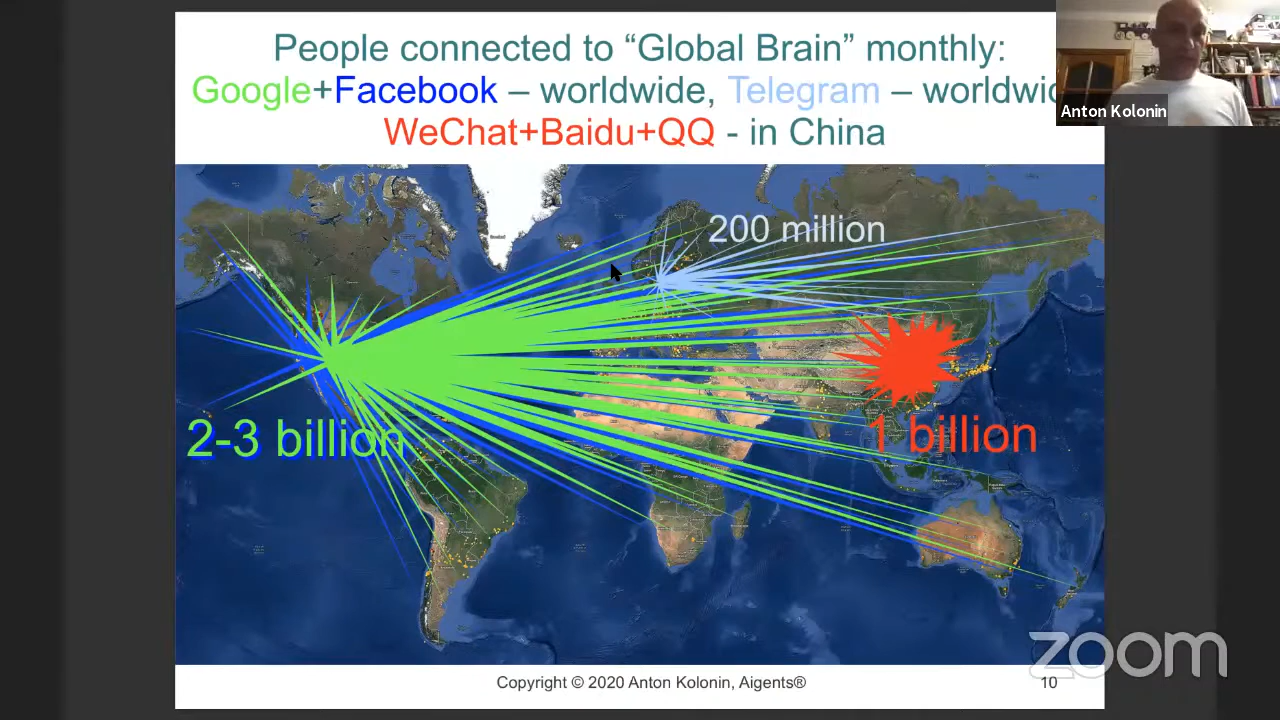 People connected to “Global Brain” monthly:
Google+Facebook – worldwide, Telegram – worldwid
WeChat+Baidu+QQ - in China
Anton Kolonin
200 million
2-3 billion
1 billion
zoom
Copyright © 2020 Anton Kolonin, Aigents®
10